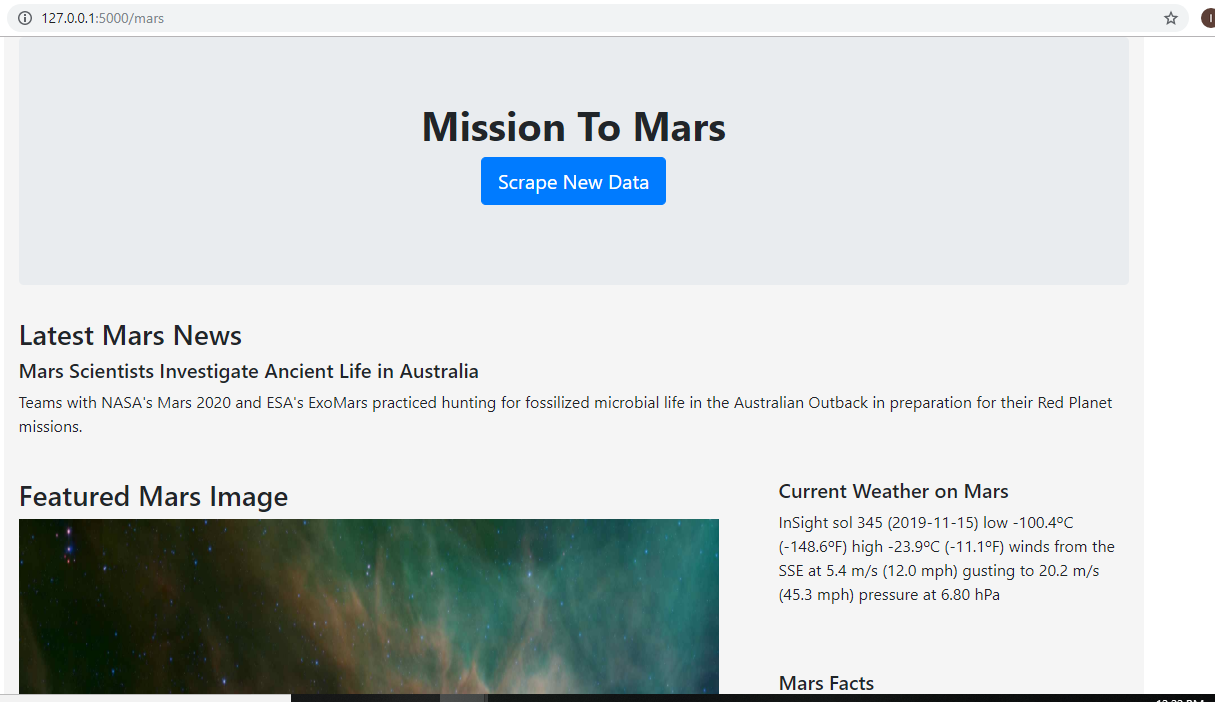 127.0.0.1:5000/mars
Mission To Mars
Scrape New Data
Latest Mars News
Mars Scientists Investigate Ancient Life in Australia
Teams with NASA's Mars 2020 and ESA's ExoMars practiced hunting for fossilized microbial life in the Australian Outback in preparation for their Red Planet
missions.
Featured Mars Image
Current Weather on Mars
InSight sol 345 (2019-11-15) low -100.4ºC
(-148.6ºF) high -23.9ºC (-11.1ºF) winds from the
SSE at 5.4 m/s (12.0 mph) gusting to 20.2 m/s
(45.3 mph) pressure at 6.80 hPa
Mars Facts